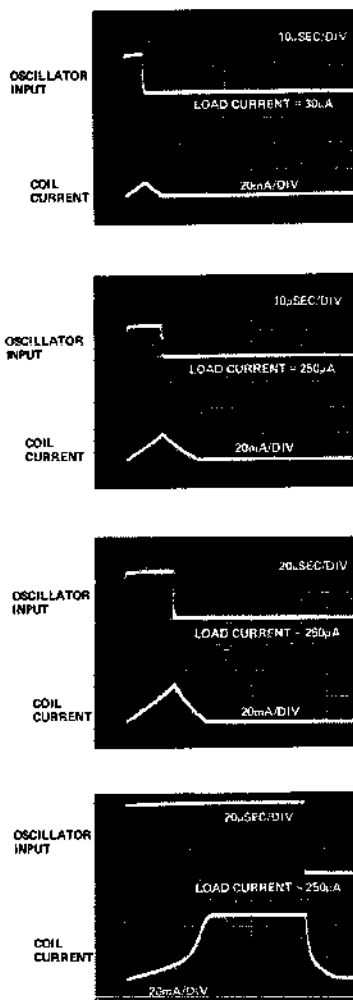 10µSEC/DIV
OSCILLATOR
INPUT
LOAD CURRENT = 30µA
COIL
CURRENT
20mA/DIV
10µSEC/DIV
OSCILLATOR
INPUT
LOAD CURRENT = 250µA
COIL
CURRENT
20mA/DIV
20µSEC/DIV
OSCILLATOR
INPUT
LOAD CURRENT = 250µA
COIL
CURRENT
20mA/DIV
20µSEC/DIV
OSCILLATOR
INPUT
LOAD CURRENT = 250µA
COIL
CURRENT
20mA/DIV